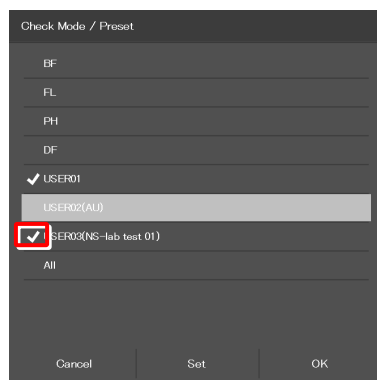 Check Mode / Preset
BF
FL
PH
DF
USER01
USER02(AU)
USER03(NS-lab test 01)
All
Cancel Set OK